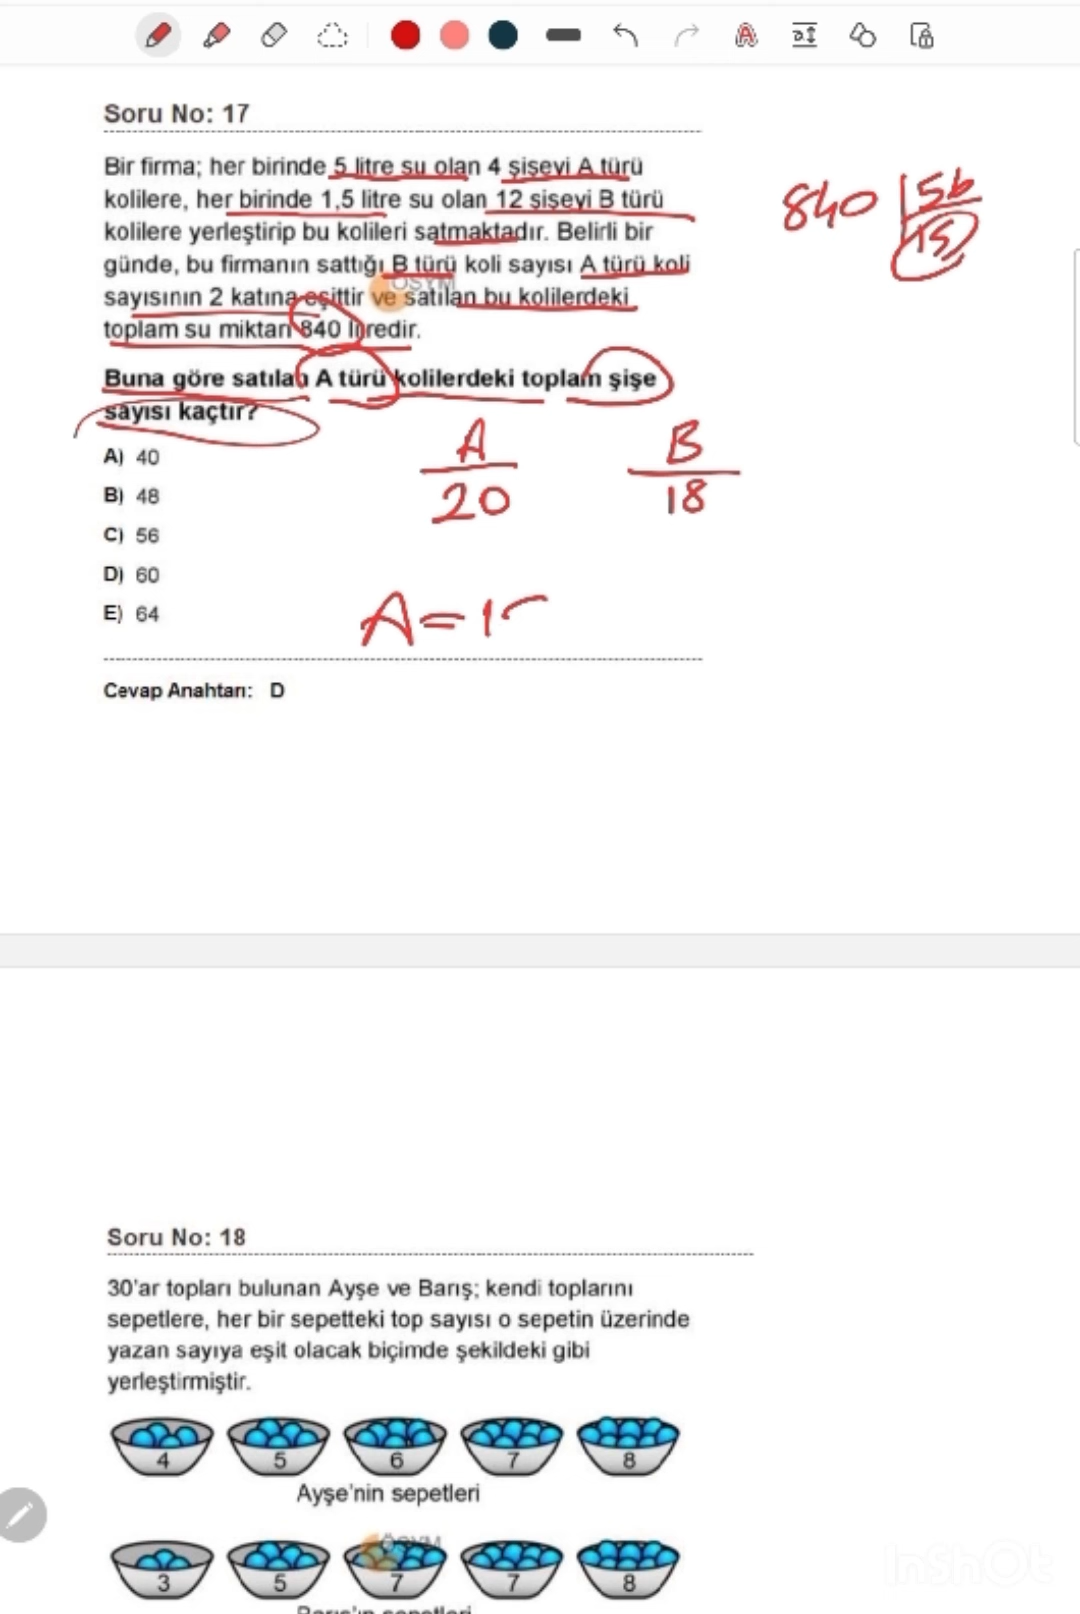 Soru No: 17
Bir firma; her birinde 5 litre su olan 4 şişeyi A türü
kolilere, her birinde 1,5 litre su olan 12 şişeyi B türü
kolilere yerleştirip bu kolileri satmaktadır. Belirli bir
günde, bu firmanın sattığı B türü koli sayısı A türü koli
sayısının 2 katına eşittir ve satılan bu kolilerdeki
toplam su miktarı 840 litredir.
Buna göre satılan A türü kolilerdeki toplam şişe
sayısı kaçtır?
A) 40
B) 48
C) 56
D) 60
E) 64
840 56
15
A B
20 18
A=15
Cevap Anahtarı: D
Soru No: 18
30'ar topları bulunan Ayşe ve Barış; kendi toplarını
sepetlere, her bir sepetteki top sayısı o sepetin üzerinde
yazan sayıya eşit olacak biçimde şekildeki gibi
yerleştirmiştir.
4 5 6 7 8
Ayşe'nin sepetleri
ÖSYM
3 5 7 7 8
Barış'ın sepetleri
InShOt